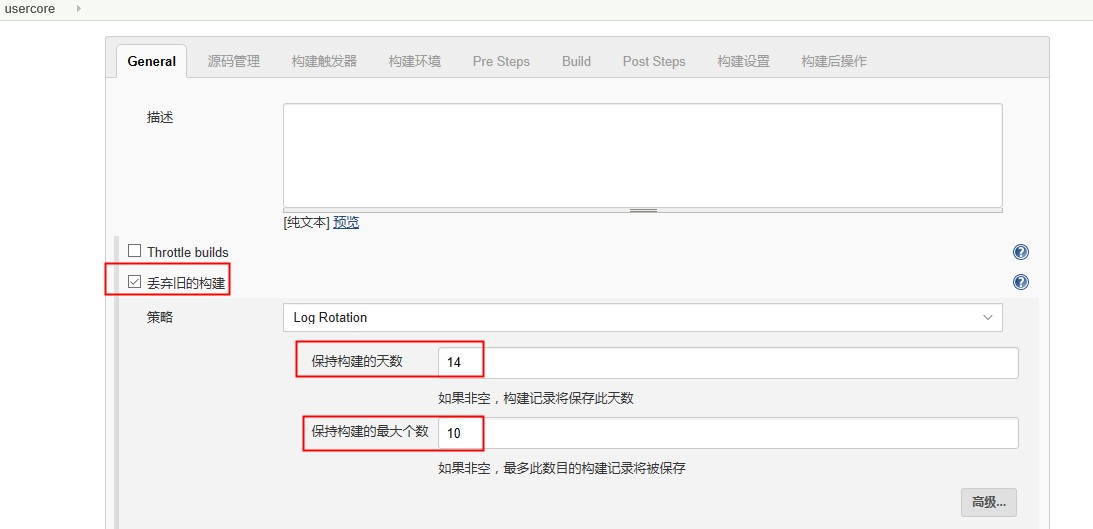 usercore
General 源码管理 构建触发器 构建环境 Pre Steps Build Post Steps 构建设置 构建后操作
描述
[纯文本] 预览
Throttle builds
丢弃旧的构建
策略 Log Rotation
保持构建的天数 14
如果非空，构建记录将保存此天数
保持构建的最大个数 10
如果非空，最多此数目的构建记录将被保存
高级...